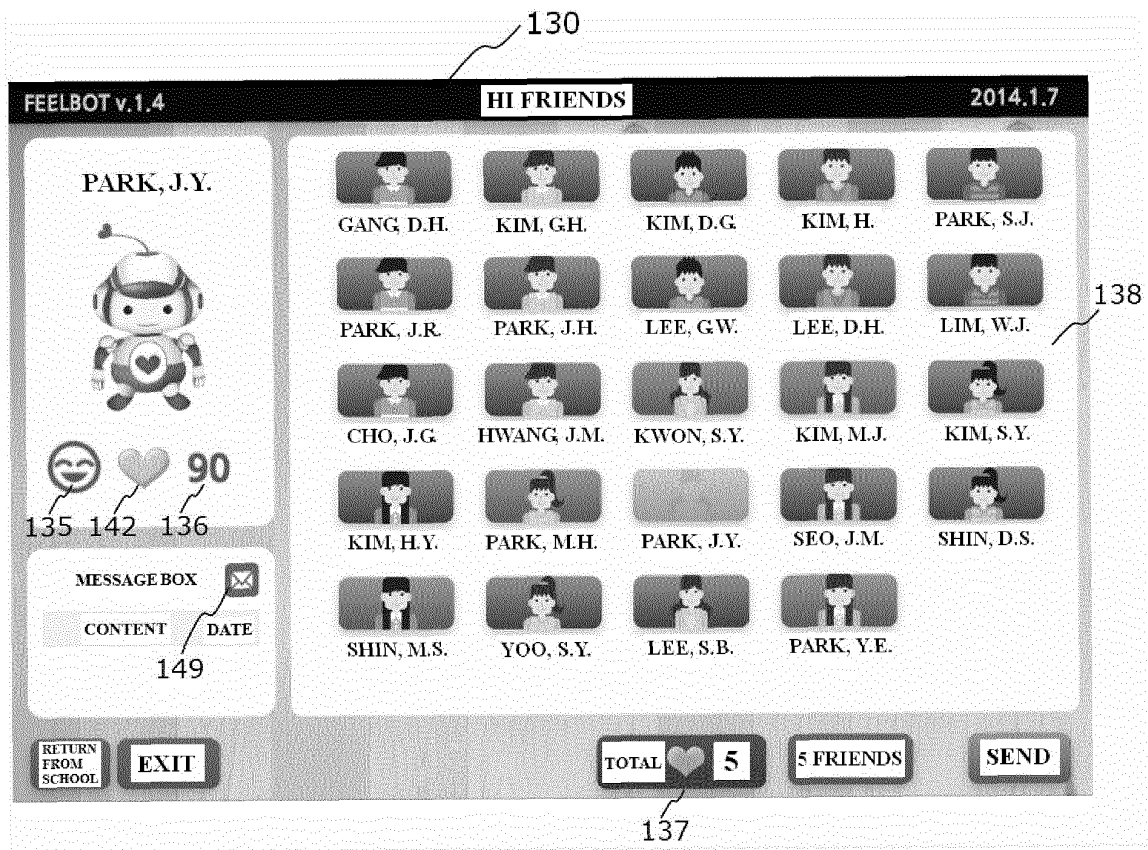 130
FEELBOT v.1.4 HI FRIENDS 2014.1.7
PARK, J.Y.
GANG, D.H. KIM, G.H. KIM, D.G. KIM, H. PARK, S.J.
138
PARK, J.R. PARK, J.H. LEE, G.W. LEE, D.H. LIM, W.J.
CHO, J.G. HWANG, J.M. KWON, S.Y. KIM, M.J. KIM, S.Y.
90
135 142 136
KIM, H.Y. PARK, M.H. PARK, J.Y. SEO, J.M. SHIN, D.S.
MESSAGE BOX
CONTENT DATE
149
SHIN, M.S. YOO, S.Y. LEE, S.B. PARK, Y.E.
RETURN
FROM
SCHOOL
EXIT
TOTAL 5
5 FRIENDS
SEND
137